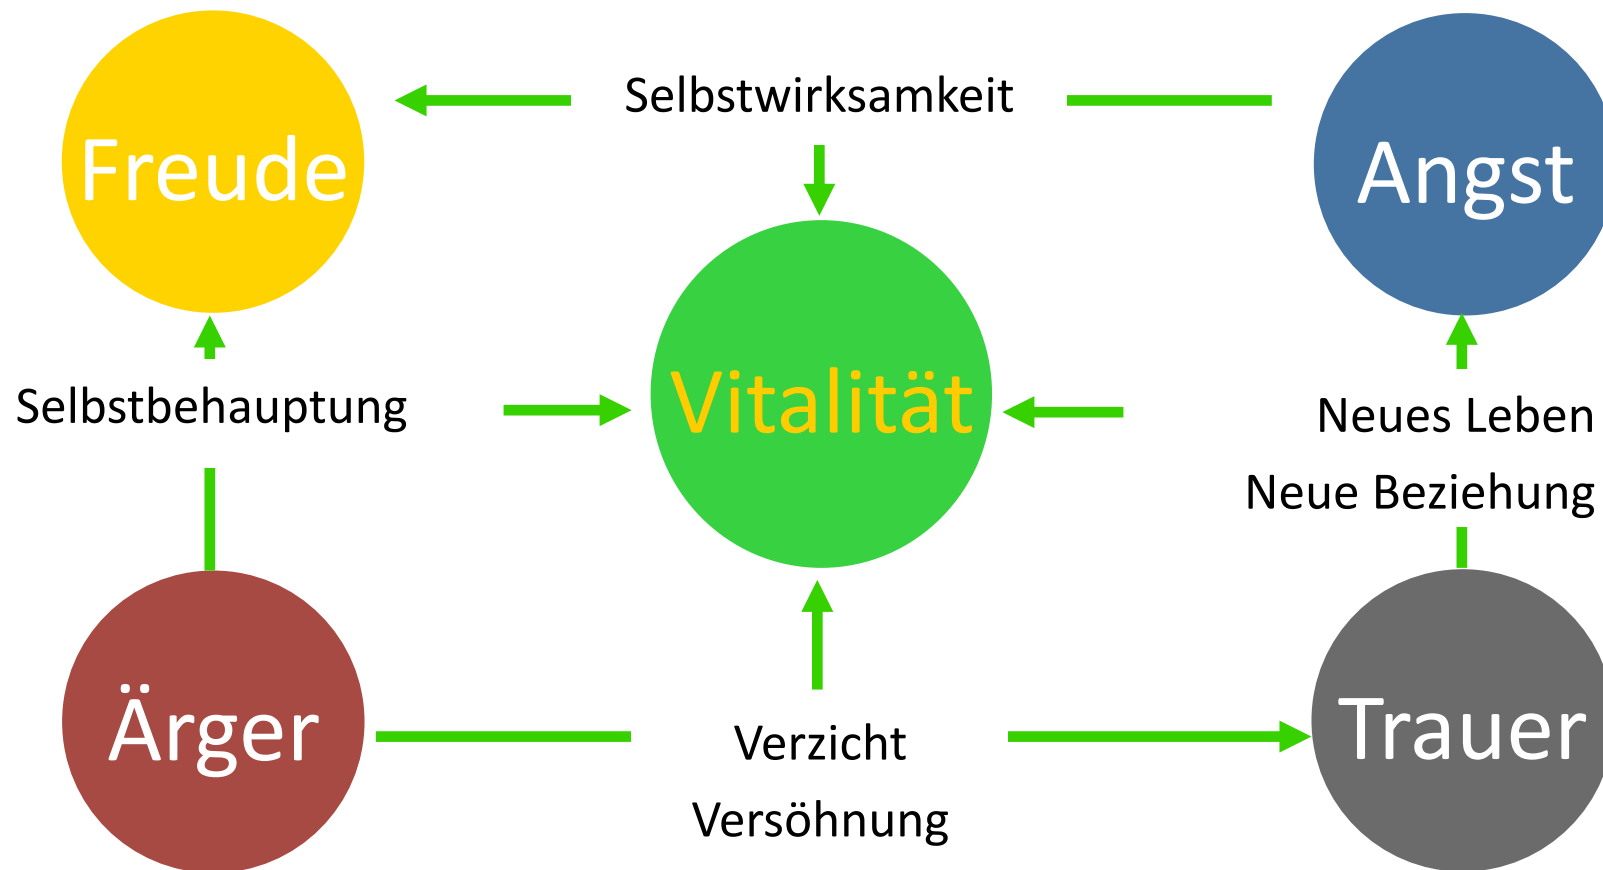 Freude
Selbstwirksamkeit
Angst
Vitalität
Selbstbehauptung
Neues Leben
Neue Beziehung
Ärger
Verzicht
Versöhnung
Trauer